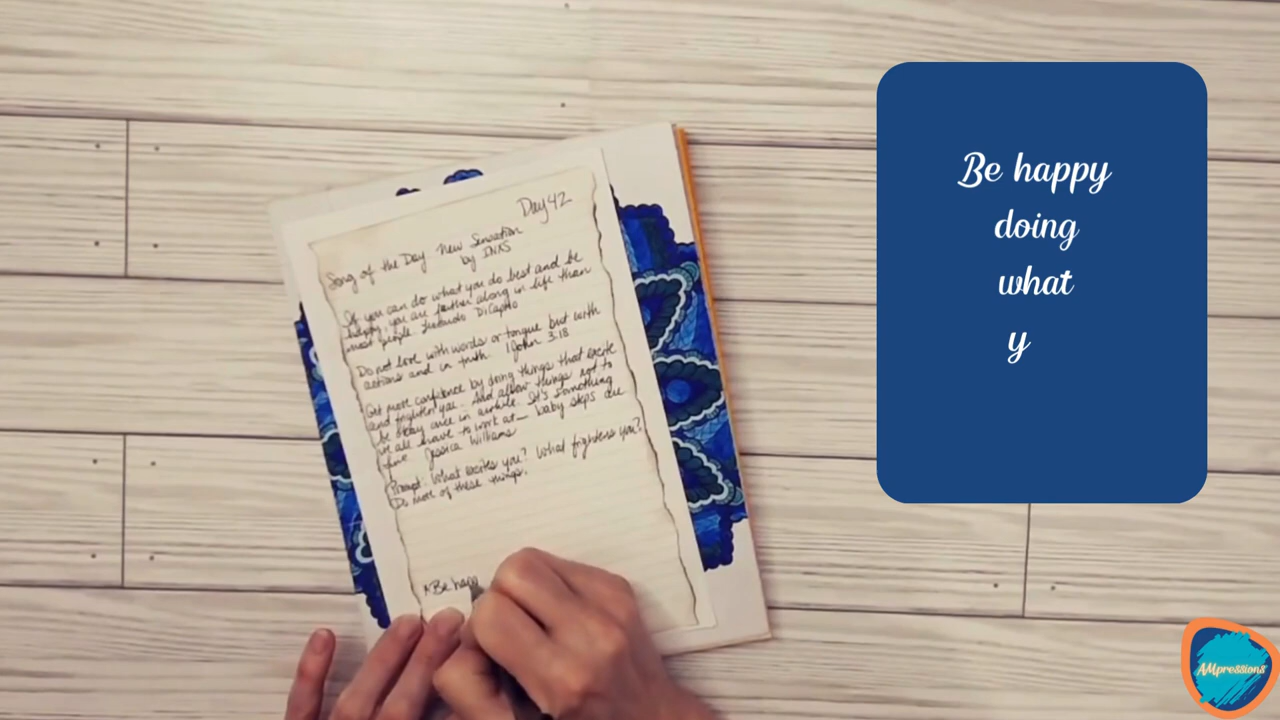 Day 42
Song of the Day New Sensation
by INXS
If you can do what you do best and be
happy, you are further along in life than
most people Leonardo DiCaprio
Do not love with words or tongue but with
actions and in truth. 1 John 3:18
Get more confidence by doing things that excite
and frighten you. And allow things not to
be okay once in awhile. It's something
we all have to work at— baby steps are
fine Jessica Williams
Prompt: What excites you? What frightens you?
Do more of these things.
*Be happ
Be happy
doing
what
y
AMpressions